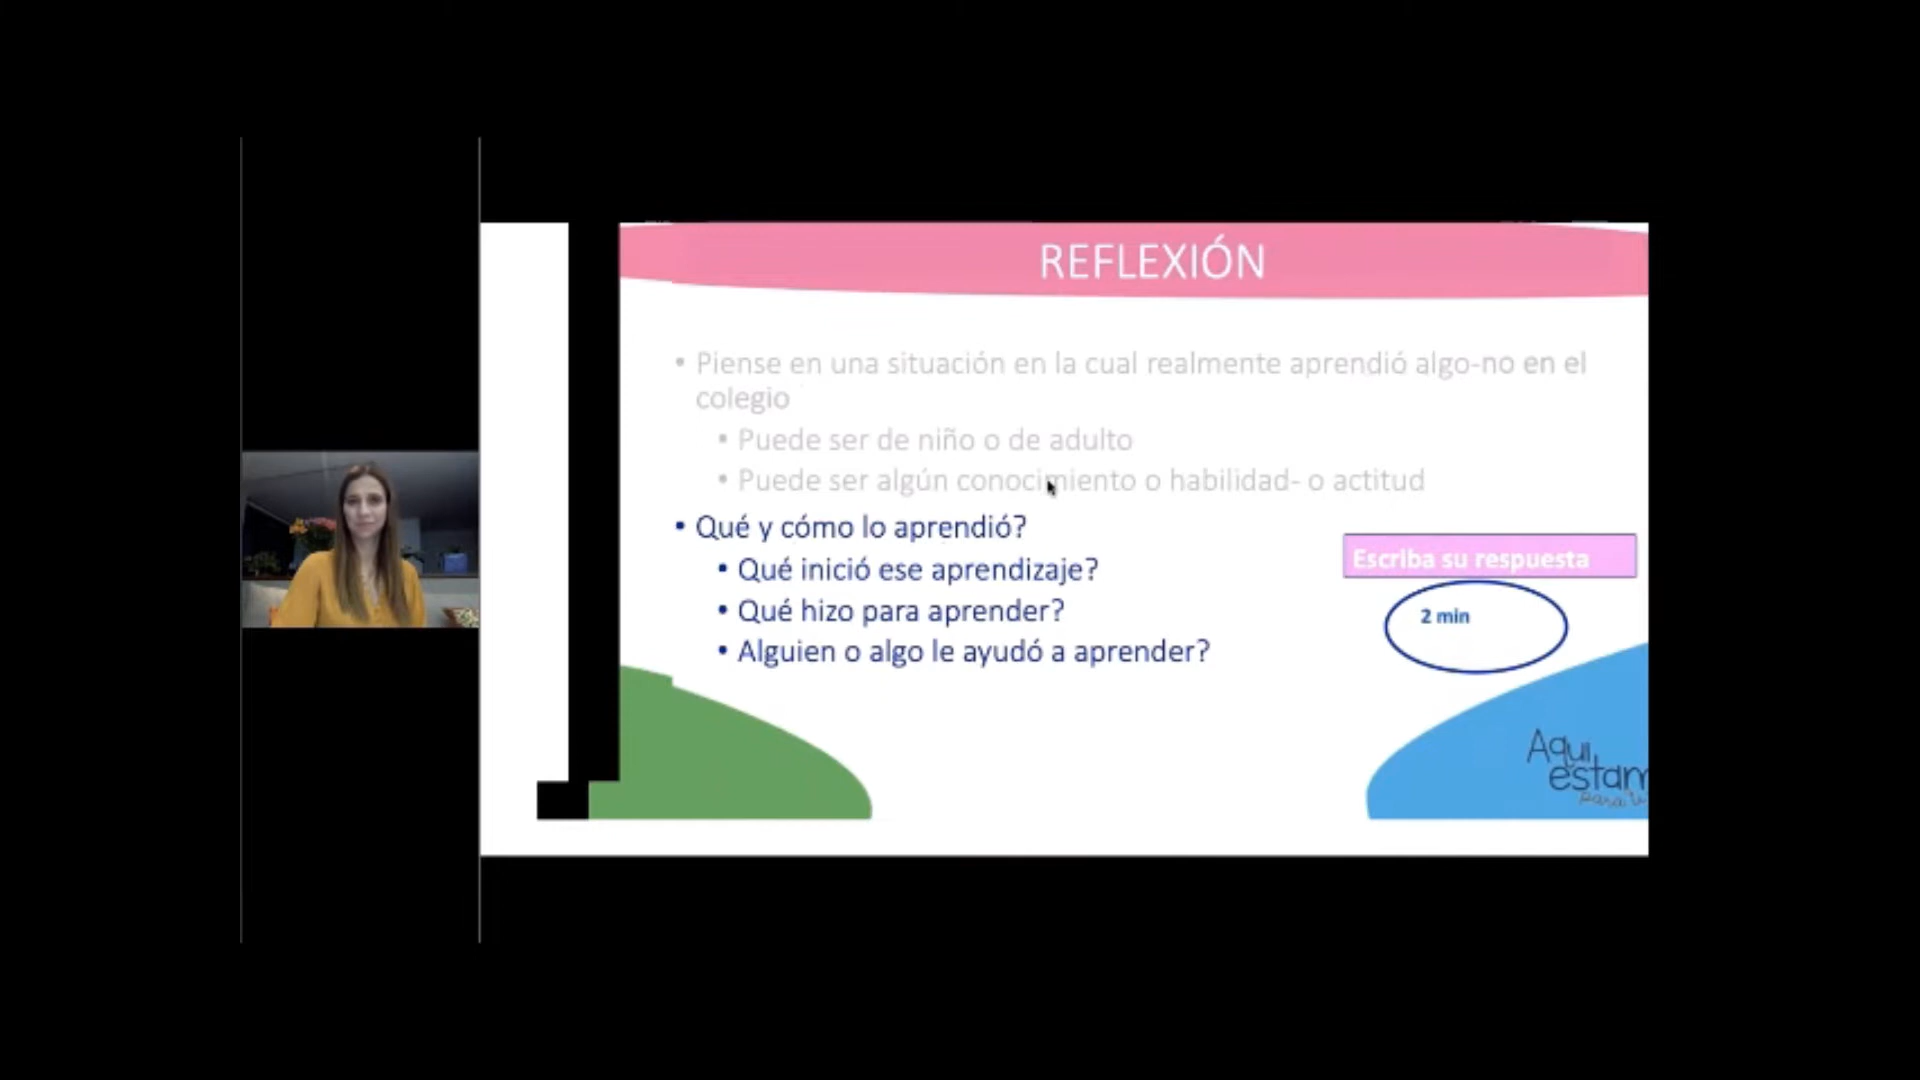 REFLEXIÓN
• Piense en una situación en la cual realmente aprendió algo-no en el
colegio
• Puede ser de niño o de adulto
• Puede ser algún conocimiento o habilidad- o actitud
• Qué y cómo lo aprendió?
• Qué inició ese aprendizaje?
• Qué hizo para aprender?
• Alguien o algo le ayudó a aprender?
Escriba su respuesta
2 min
Aquí
estam
para